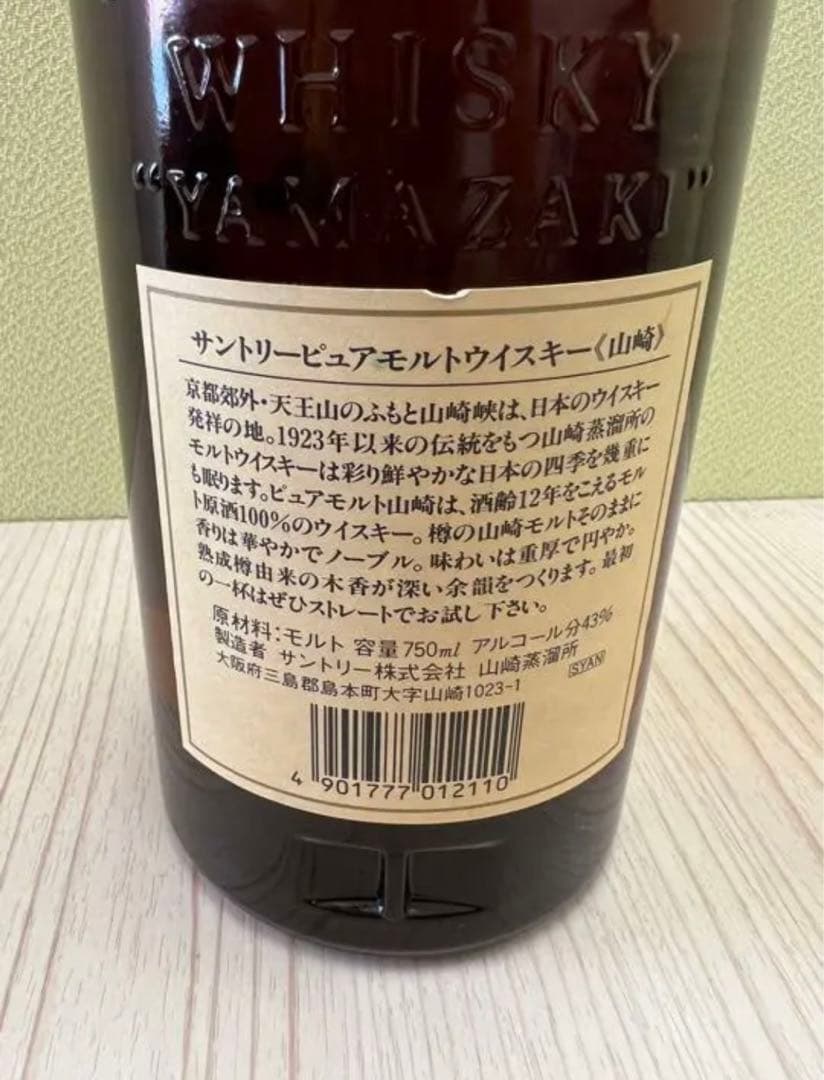 WHISKY
"YAMAZAKI"
サントリーピュアモルトウイスキー《山崎》
京都郊外・天王山のふもと山崎峡は、日本のウイスキー
発祥の地。1923年以来の伝統をもつ山崎蒸溜所の
モルトウイスキーは彩り鮮やかな日本の四季を幾重に
も眠ります。ピュアモルト山崎は、酒齢12年をこえるモル
ト原酒100%のウイスキー。樽の山崎モルトそのままに
香りは華やかでノーブル。味わいは重厚で円やか。
熟成樽由来の木香が深い余韻をつくります。最初
の一杯はぜひストレートでお試し下さい。
原材料：モルト 容量750ml アルコール分43%
製造者 サントリー株式会社 山崎蒸溜所
大阪府三島郡島本町大字山崎1023-1 SYAN
4 901777 012110